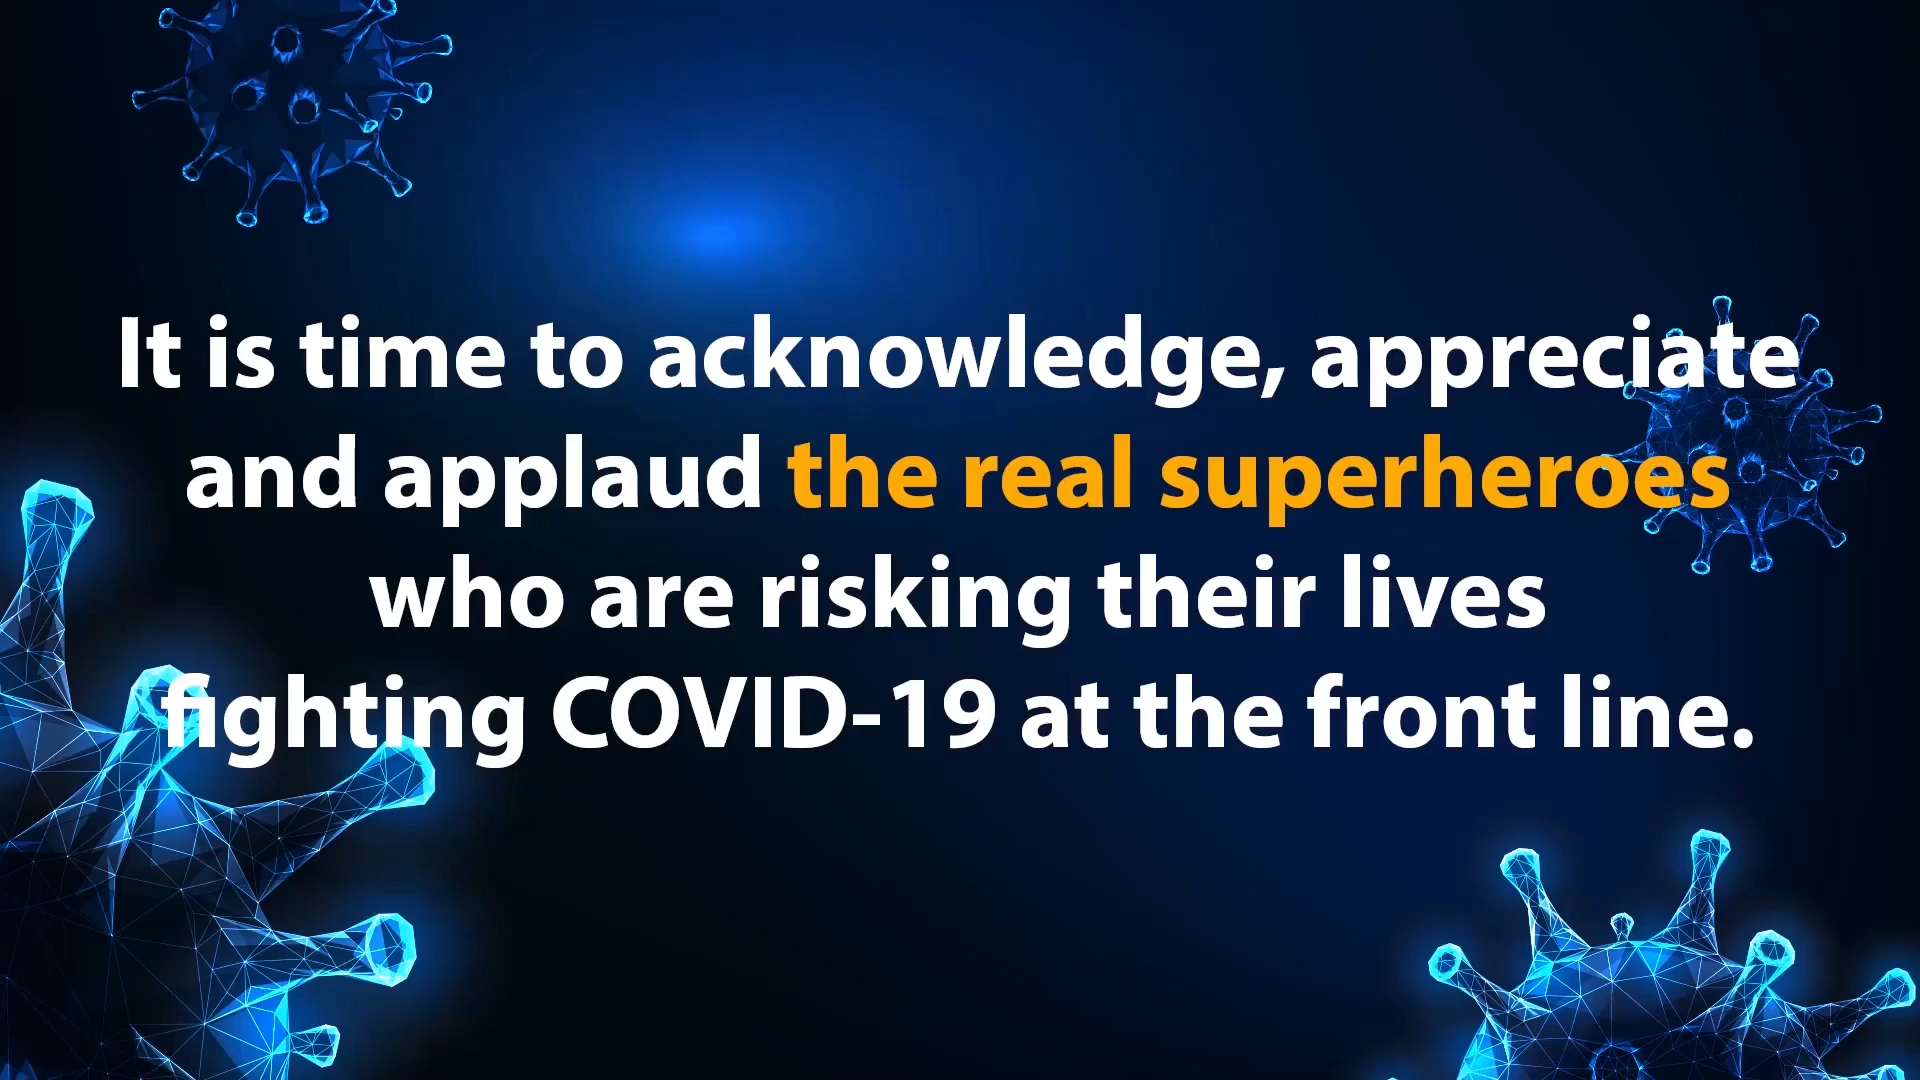 It is time to acknowledge, appreciate
and applaud the real superheroes
who are risking their lives
fighting COVID-19 at the front line.